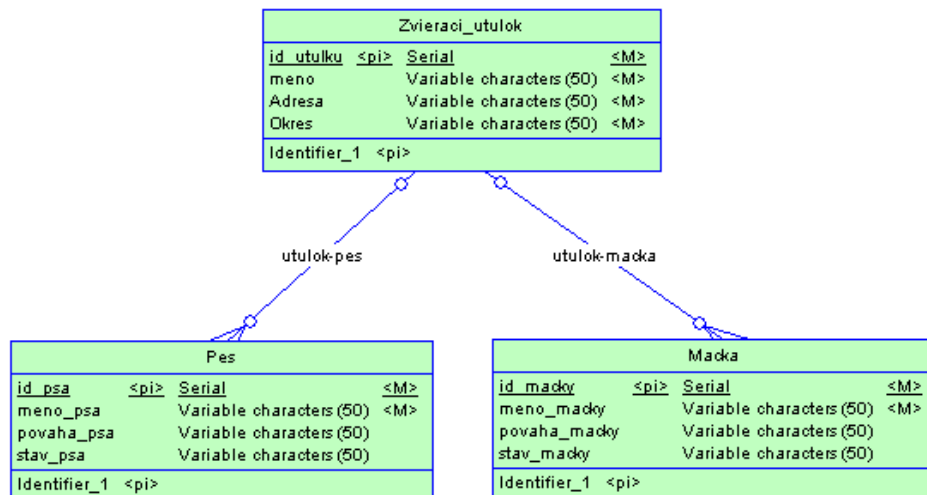 Zvieraci_utulok
id_utulku <pi> Serial <M>
meno Variable characters (50) <M>
Adresa Variable characters (50) <M>
Okres Variable characters (50) <M>
Identifier_1 <pi>
utulok-pes
utulok-macka
Pes
id_psa <pi> Serial <M>
meno_psa Variable characters (50) <M>
povaha_psa Variable characters (50)
stav_psa Variable characters (50)
Identifier_1 <pi>
Macka
id_macky <pi> Serial <M>
meno_macky Variable characters (50) <M>
povaha_macky Variable characters (50)
stav_macky Variable characters (50)
Identifier_1 <pi>